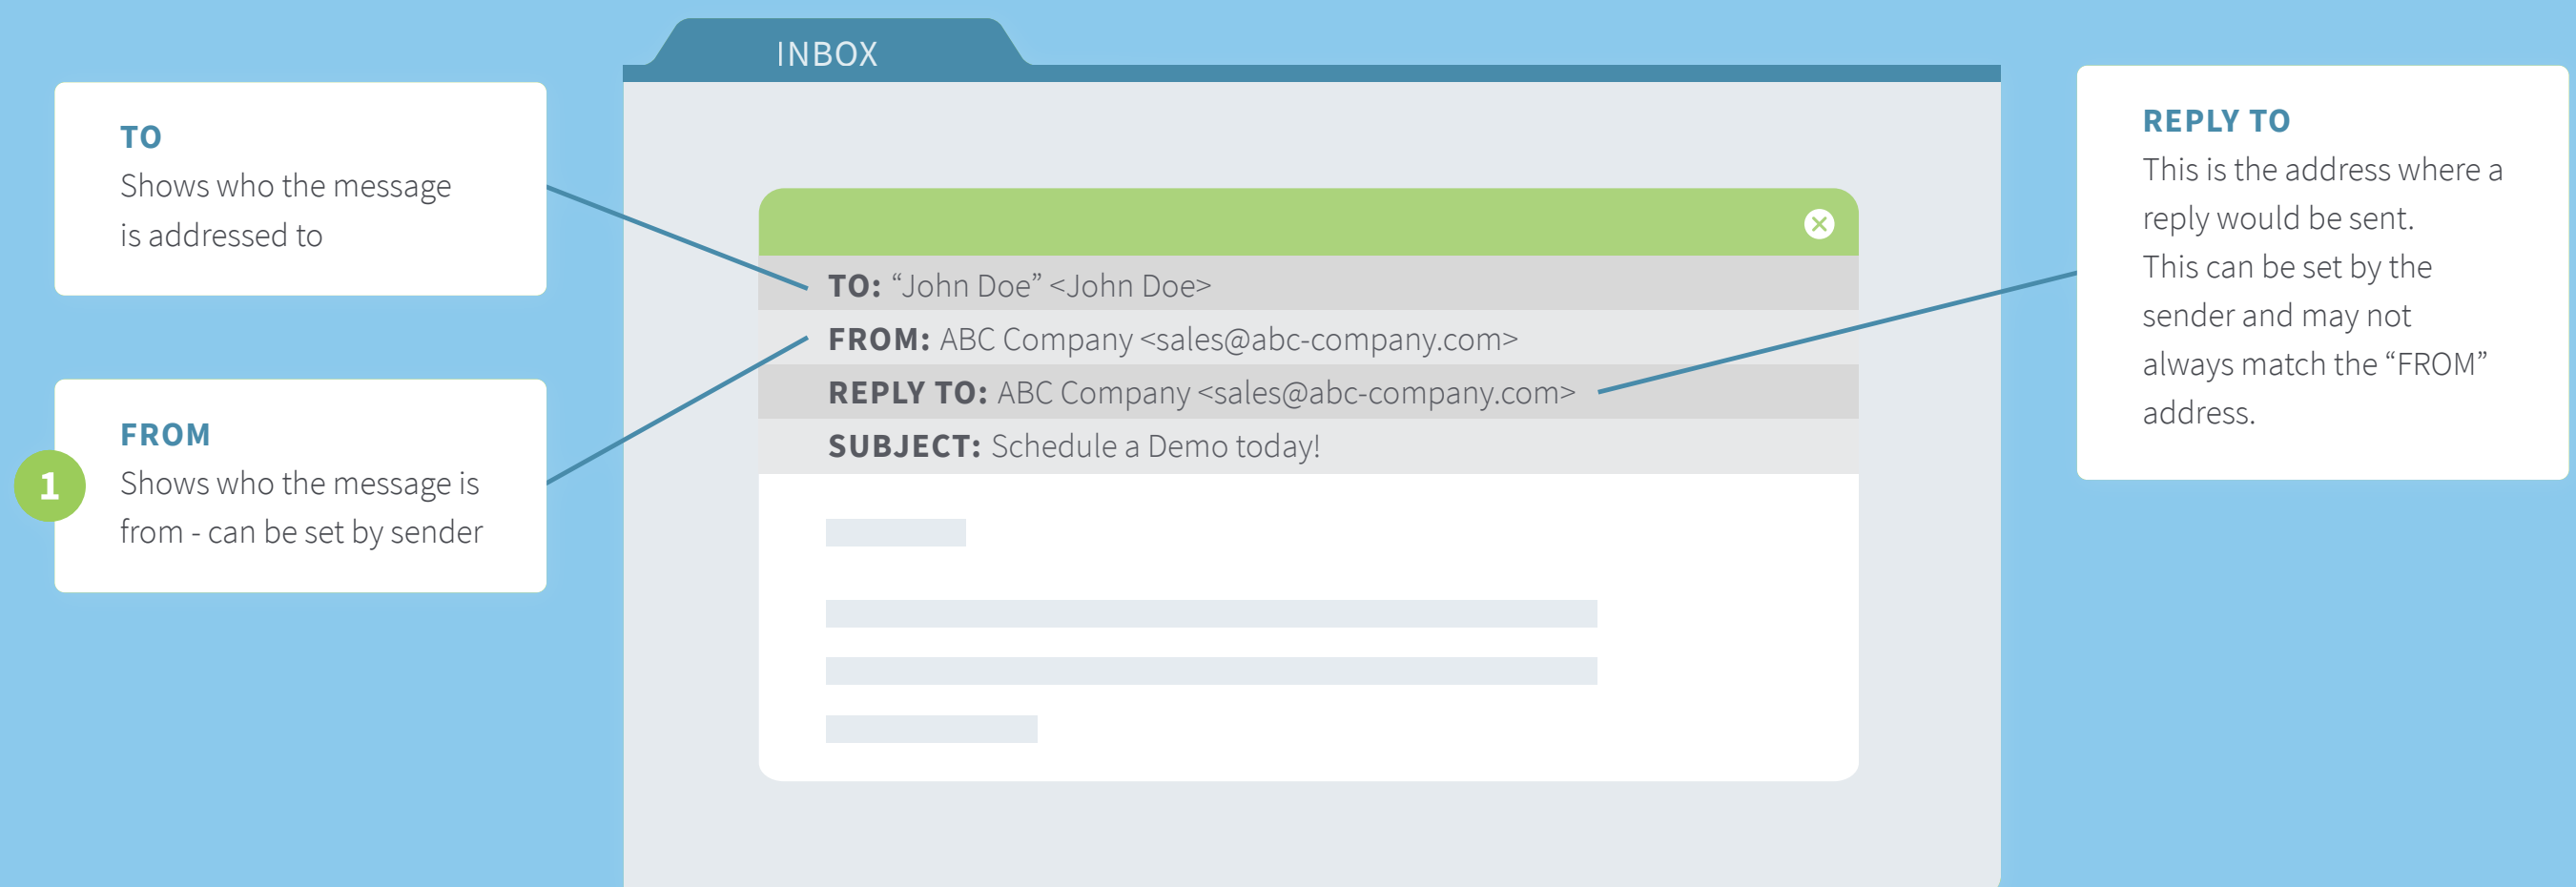 INBOX
TO
Shows who the message
is addressed to
1
FROM
Shows who the message is
from - can be set by sender
TO: “John Doe” <John Doe>
FROM: ABC Company <sales@abc-company.com>
REPLY TO: ABC Company <sales@abc-company.com>
SUBJECT: Schedule a Demo today!
REPLY TO
This is the address where a
reply would be sent.
This can be set by the
sender and may not
always match the “FROM”
address.